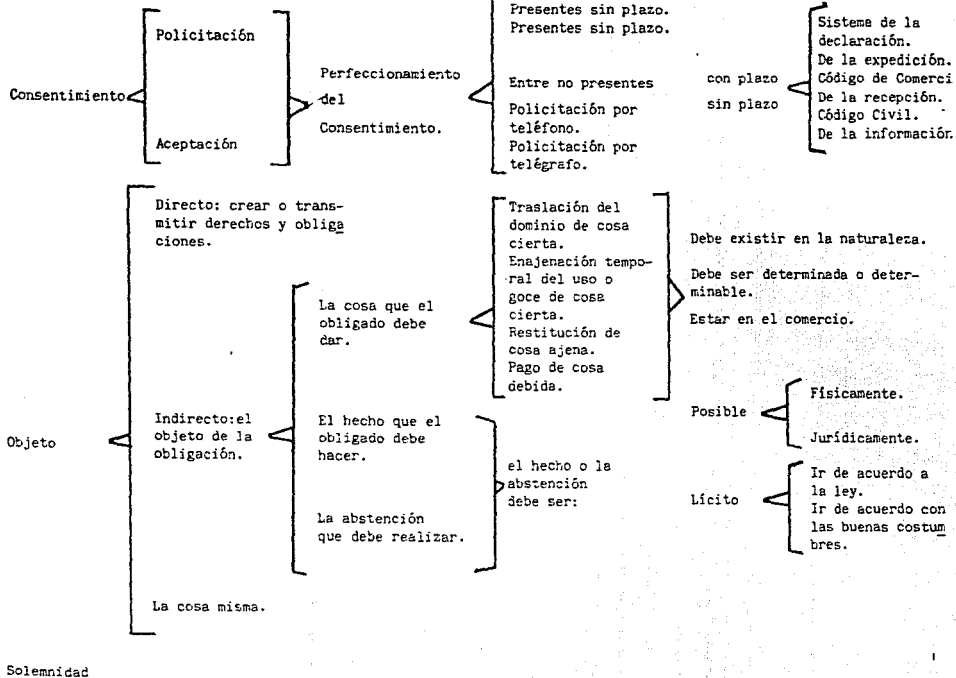 Consentimiento
Policitación
Aceptación
Perfeccionamiento
del
Consentimiento.
Presentes sin plazo.
Presentes sin plazo.
Entre no presentes
Policitación por
teléfono.
Policitación por
telégrafo.
con plazo
sin plazo
Sistema de la
declaración.
De la expedición.
Código de Comerci
De la recepción.
Código Civil.
De la información.
Objeto
Directo: crear o trans-
mitir derechos y obliga
ciones.
Indirecto:el
objeto de la
obligación.
La cosa misma.
La cosa que el
obligado debe
dar.
El hecho que el
obligado debe
hacer.
La abstención
que debe realizar.
Traslación del
dominio de cosa
cierta.
Enajenación tempo-
ral del uso o
goce de cosa
cierta.
Restitución de
cosa ajena.
Pago de cosa
debida.
Debe existir en la naturaleza.
Debe ser determinada o deter-
minable.
Estar en el comercio.
el hecho o la
abstención
debe ser:
Posible
Físicamente.
Jurídicamente.
Lícito
Ir de acuerdo a
la ley.
Ir de acuerdo con
las buenas costum
bres.
Solemnidad